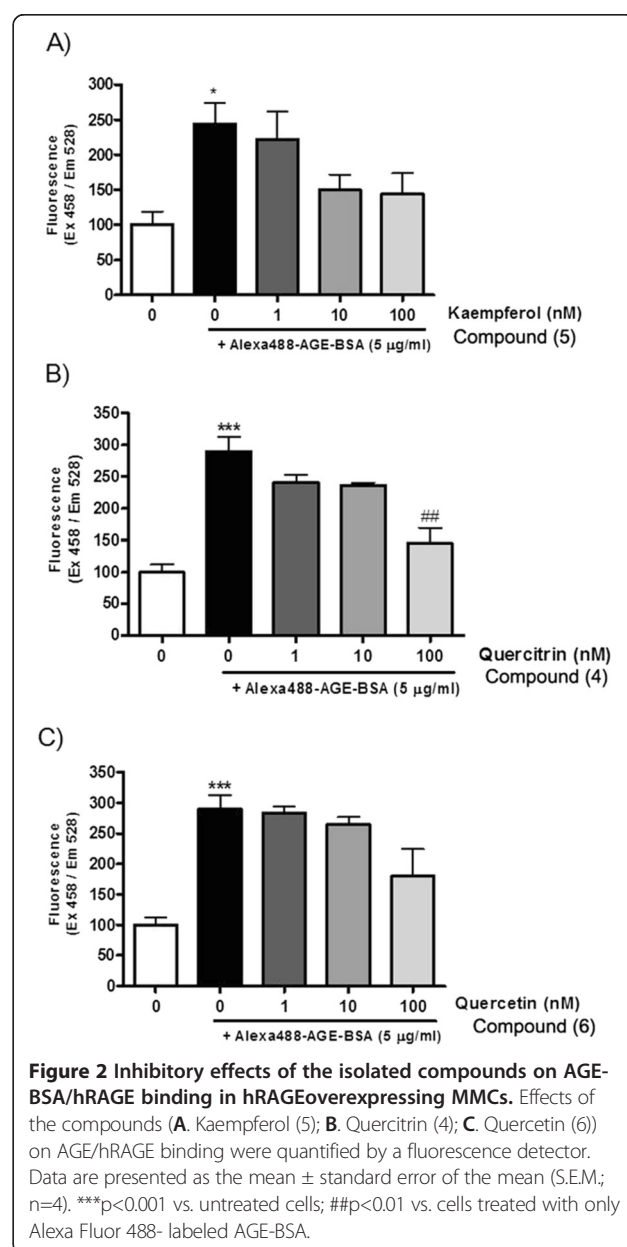 A)
300
250
200
150
100
50
0
Fluorescence
(Ex 458 / Em 528)
*
0 0 1 10 100 Kaempferol (nM)
+ Alexa488-AGE-BSA (5 μg/ml) Compound (5)
B)
350
300
250
200
150
100
50
0
Fluorescence
(Ex 458 / Em 528)
***
##
0 0 1 10 100 Quercitrin (nM)
+ Alexa488-AGE-BSA (5 μg/ml) Compound (4)
C)
350
300
250
200
150
100
50
0
Fluorescence
(Ex 458 / Em 528)
***
0 0 1 10 100 Quercetin (nM)
+ Alexa488-AGE-BSA (5 μg/ml) Compound (6)
Figure 2 Inhibitory effects of the isolated compounds on AGE-
BSA/hRAGE binding in hRAGEoverexpressing MMCs. Effects of
the compounds (A. Kaempferol (5); B. Quercitrin (4); C. Quercetin (6))
on AGE/hRAGE binding were quantified by a fluorescence detector.
Data are presented as the mean ± standard error of the mean (S.E.M.;
n=4). ***p<0.001 vs. untreated cells; ##p<0.01 vs. cells treated with only
Alexa Fluor 488- labeled AGE-BSA.